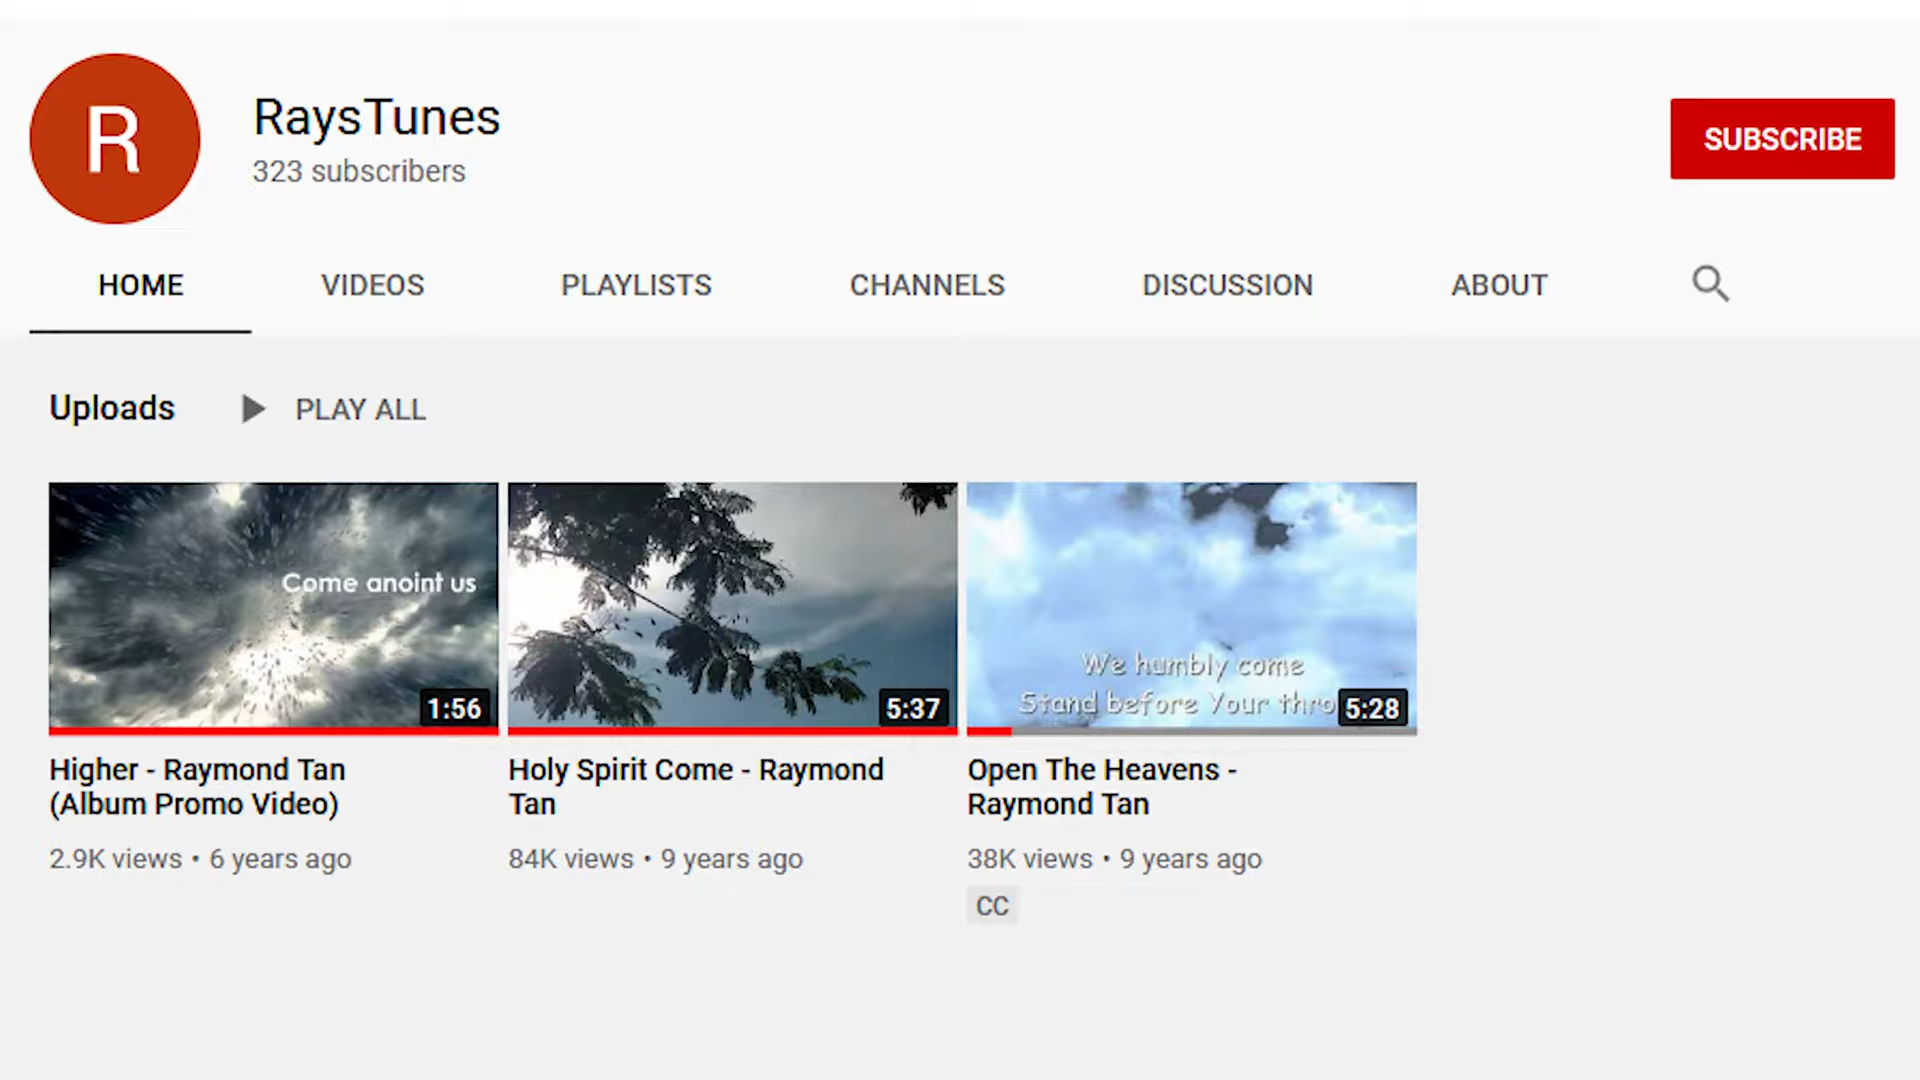 R
RaysTunes
323 subscribers
SUBSCRIBE
HOME VIDEOS PLAYLISTS CHANNELS DISCUSSION ABOUT
Uploads PLAY ALL
Come anoint us
1:56
5:37
We humbly come
Stand before Your thro
5:28
Higher - Raymond Tan
(Album Promo Video)
2.9K views • 6 years ago
Holy Spirit Come - Raymond
Tan
84K views • 9 years ago
Open The Heavens -
Raymond Tan
38K views • 9 years ago
CC